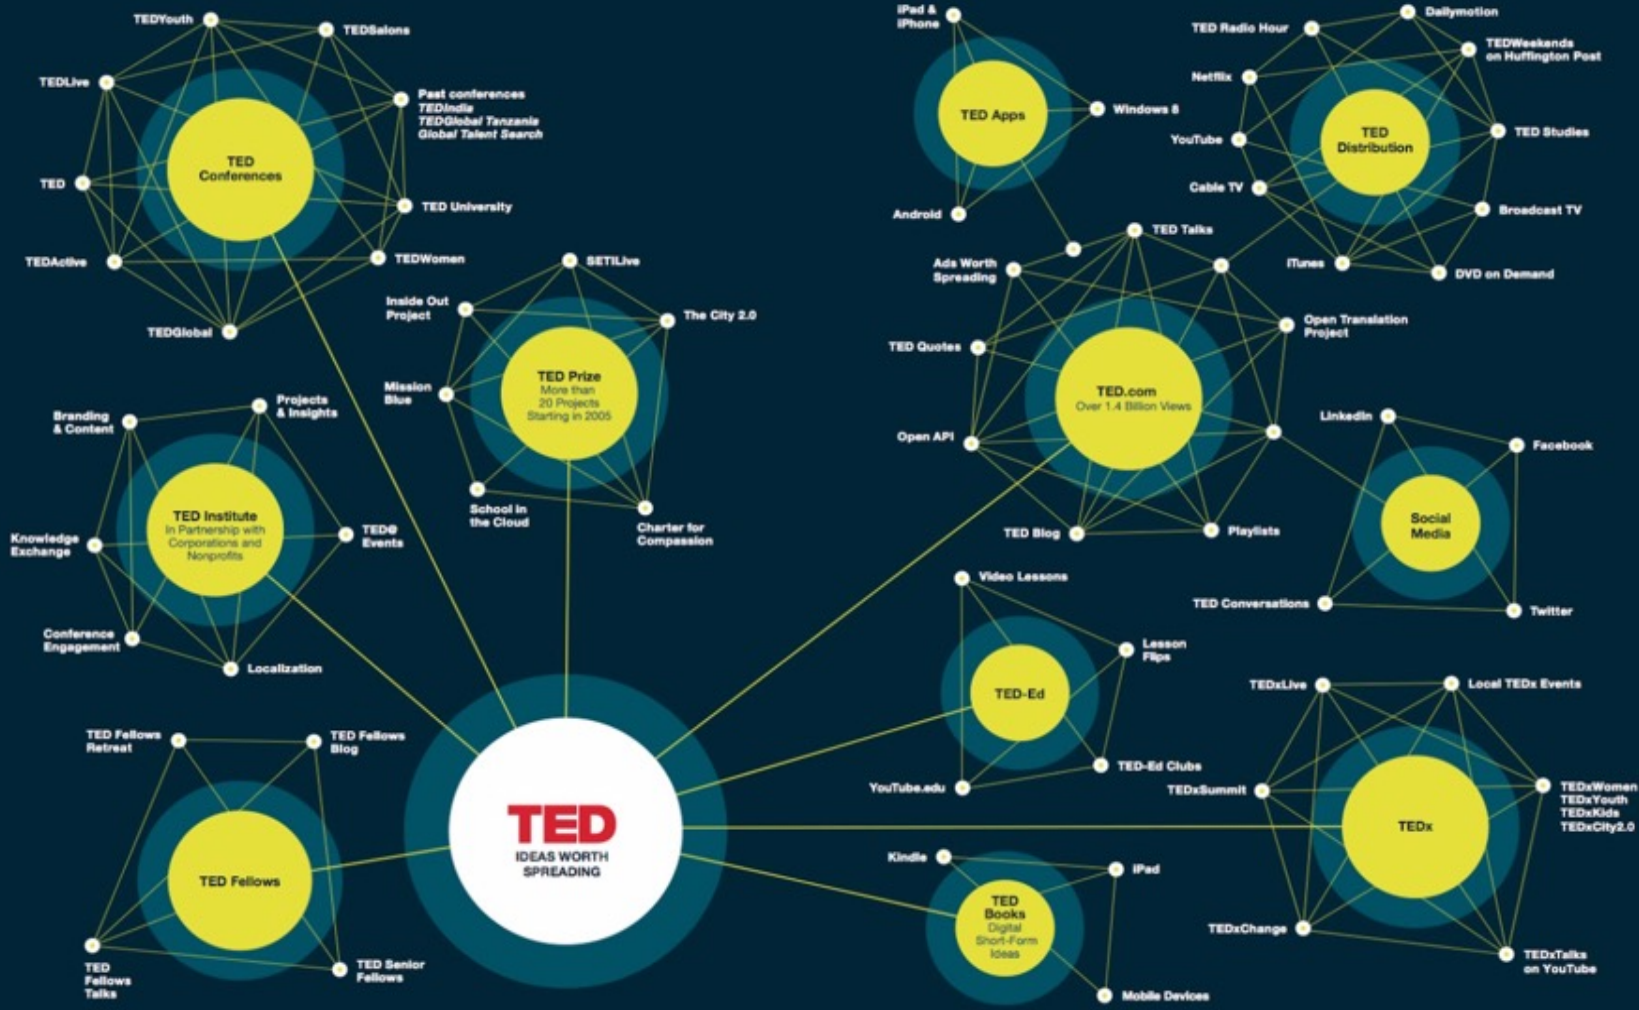 TEDYouth
TEDSalons
TEDLive
Past conferences
TEDIndia
TEDGlobal Tanzania
Global Talent Search
TED
Conferences
TED
TED University
TEDActive
TEDWomen
TEDGlobal
iPad &
iPhone
TED Apps
Windows 8
Android
Dailymotion
TED Radio Hour
TEDWeekends
on Huffington Post
Netflix
TED
Distribution
TED Studies
YouTube
Cable TV
Broadcast TV
iTunes
DVD on Demand
SETILive
Inside Out
Project
The City 2.0
TED Prize
More than
20 Projects
Starting in 2005
Mission
Blue
School in
the Cloud
Charter for
Compassion
TED Talks
Ads Worth
Spreading
Open Translation
Project
TED Quotes
TED.com
Over 1.4 Billion Views
Open API
TED Blog
Playlists
Projects
& Insights
Branding
& Content
TED Institute
In Partnership with
Corporations and
Nonprofits
Knowledge
Exchange
TED@
Events
Conference
Engagement
Localization
LinkedIn
Facebook
Social
Media
TED Conversations
Twitter
Video Lessons
Lesson
Flips
TED-Ed
TED-Ed Clubs
YouTube.edu
TEDxLive
Local TEDx Events
TEDxSummit
TEDxWomen
TEDxYouth
TEDxKids
TEDxCity2.0
TEDx
TEDxChange
TEDxTalks
on YouTube
TED Fellows
Retreat
TED Fellows
Blog
TED Fellows
TED
Fellows
Talks
TED Senior
Fellows
TED
IDEAS WORTH
SPREADING
Kindle
iPad
TED
Books
Digital
Short-Form
Ideas
Mobile Devices